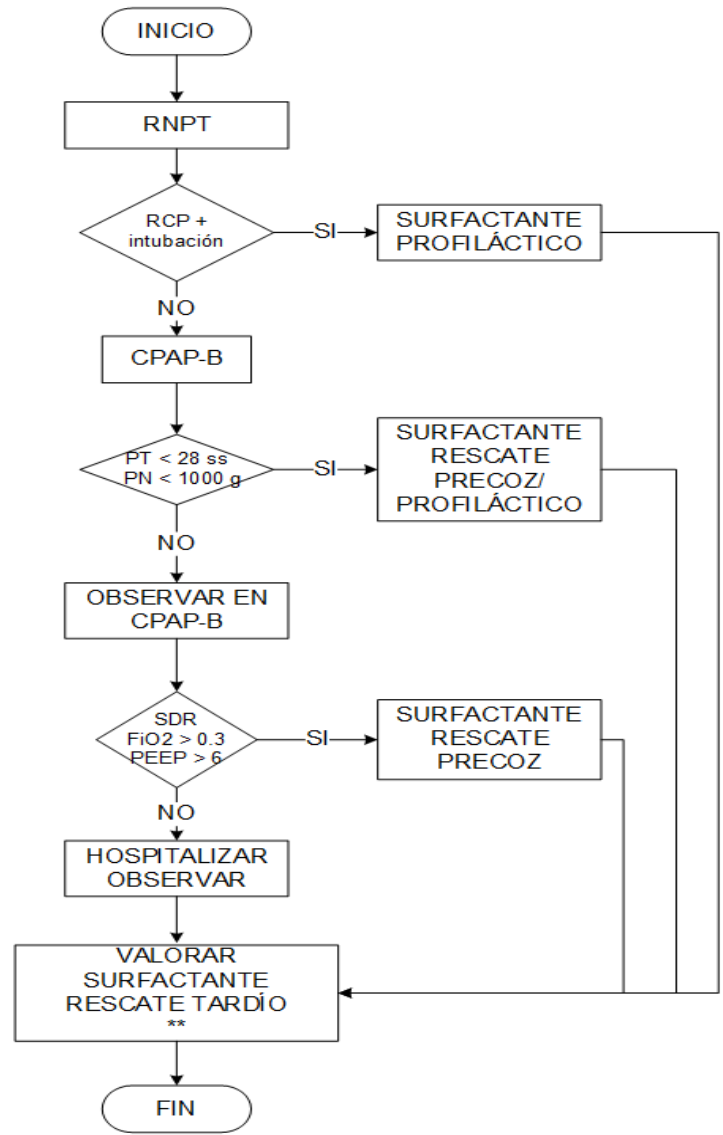 INICIO
RNPT
RCP +
intubación
SI
SURFACTANTE
PROFILÁCTICO
NO
CPAP-B
PT < 28 ss
PN < 1000 g
SI
SURFACTANTE
RESCATE
PRECOZ/
PROFILÁCTICO
NO
OBSERVAR EN
CPAP-B
SDR
FiO2 > 0.3
PEEP > 6
SI
SURFACTANTE
RESCATE
PRECOZ
NO
HOSPITALIZAR
OBSERVAR
VALORAR
SURFACTANTE
RESCATE TARDÍO
**
FIN